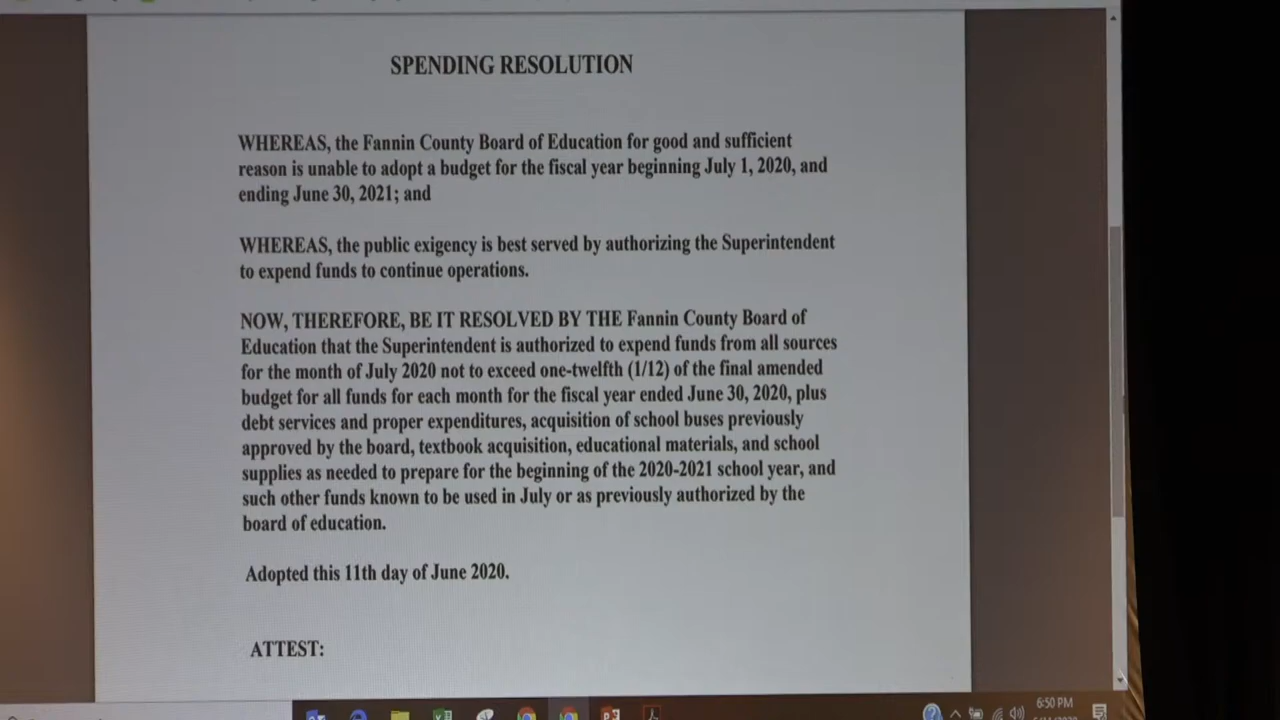 SPENDING RESOLUTION
WHEREAS, the Fannin County Board of Education for good and sufficient
reason is unable to adopt a budget for the fiscal year beginning July 1, 2020, and
ending June 30, 2021; and
WHEREAS, the public exigency is best served by authorizing the Superintendent
to expend funds to continue operations.
NOW, THEREFORE, BE IT RESOLVED BY THE Fannin County Board of
Education that the Superintendent is authorized to expend funds from all sources
for the month of July 2020 not to exceed one-twelfth (1/12) of the final amended
budget for all funds for each month for the fiscal year ended June 30, 2020, plus
debt services and proper expenditures, acquisition of school buses previously
approved by the board, textbook acquisition, educational materials, and school
supplies as needed to prepare for the beginning of the 2020-2021 school year, and
such other funds known to be used in July or as previously authorized by the
board of education.
Adopted this 11th day of June 2020.
ATTEST:
6:50 PM